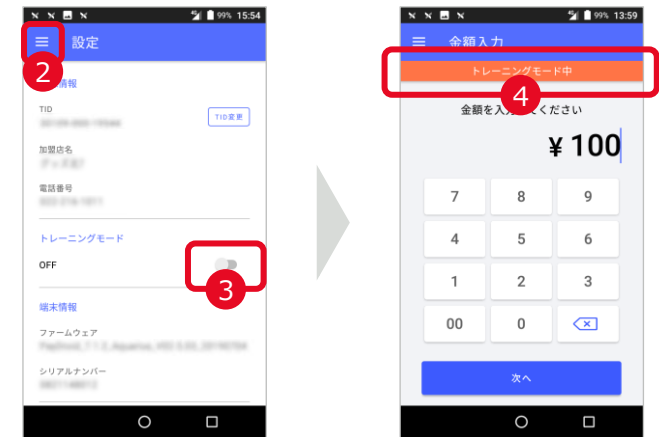 99% 15:54
設定
2
情報
TID
TID変更
加盟店名
電話番号
トレーニングモード
OFF
3
端末情報
ファームウェア
シリアルナンバー
99% 13:59
金額入力
トレーニングモード中
4
金額を入力してください
¥ 100
7 8 9
4 5 6
1 2 3
00 0
次へ